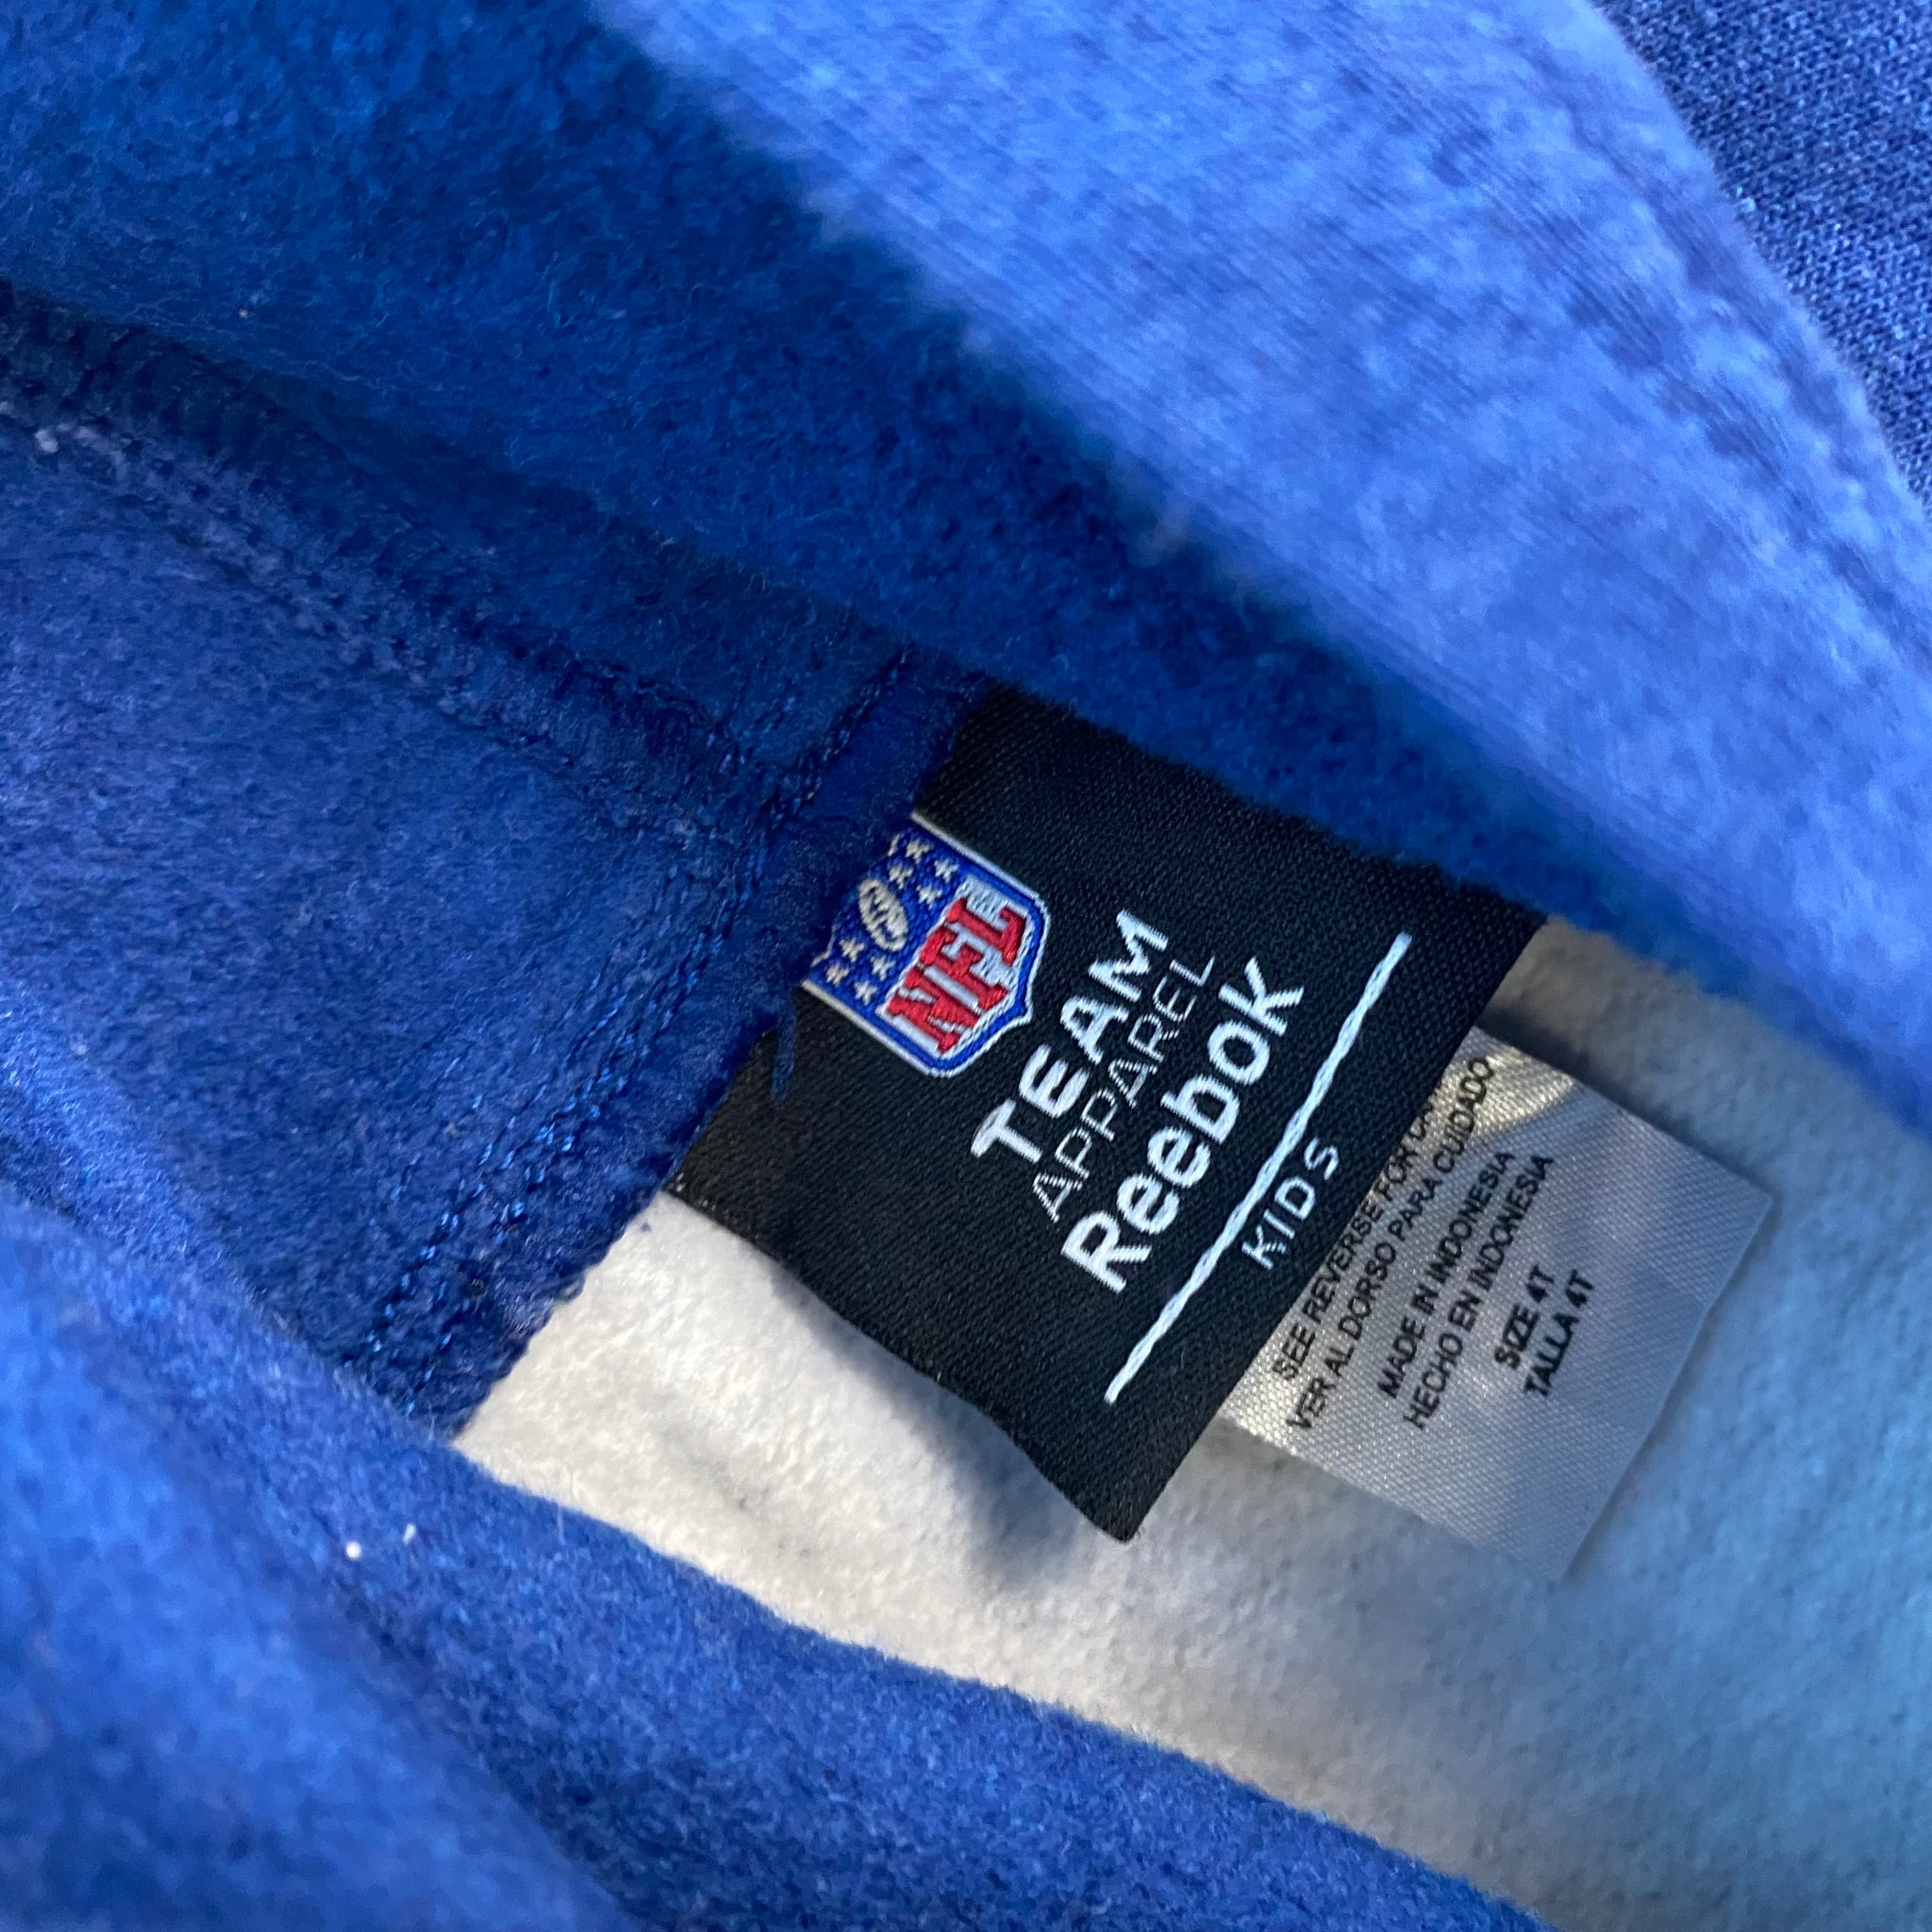 NFL
TEAM
APPAREL
Reebok
KIDS
SEE REVERSE FOR
VER AL DORSO PARA CUIDADO
MADE IN INDONESIA
HECHO EN INDONESIA
SIZE 4T
TALLA 4T